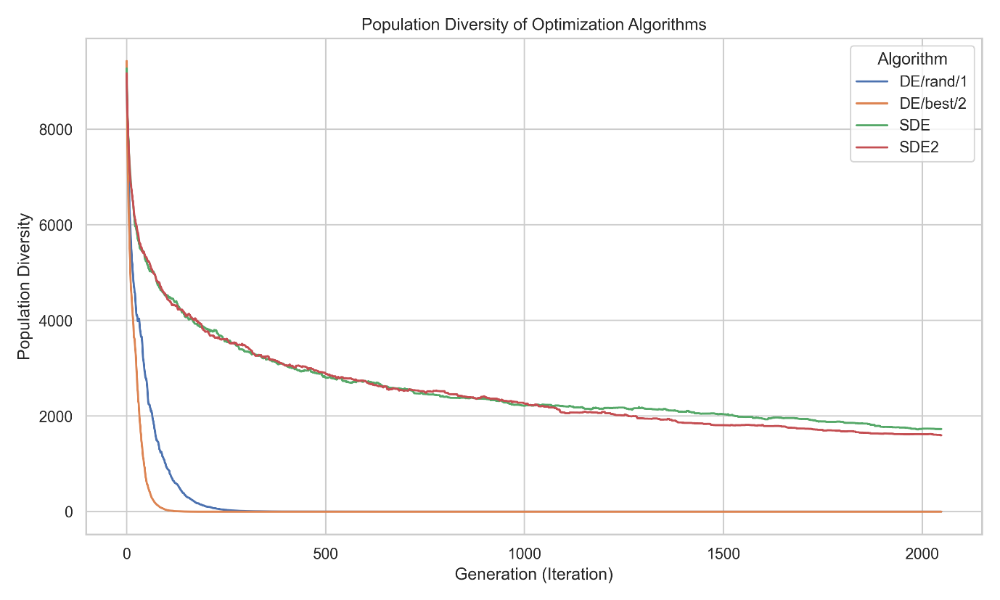 Population Diversity of Optimization Algorithms
Algorithm
DE/rand/1
DE/best/2
SDE
SDE2
Population Diversity
8000
6000
4000
2000
0
0 500 1000 1500 2000
Generation (Iteration)